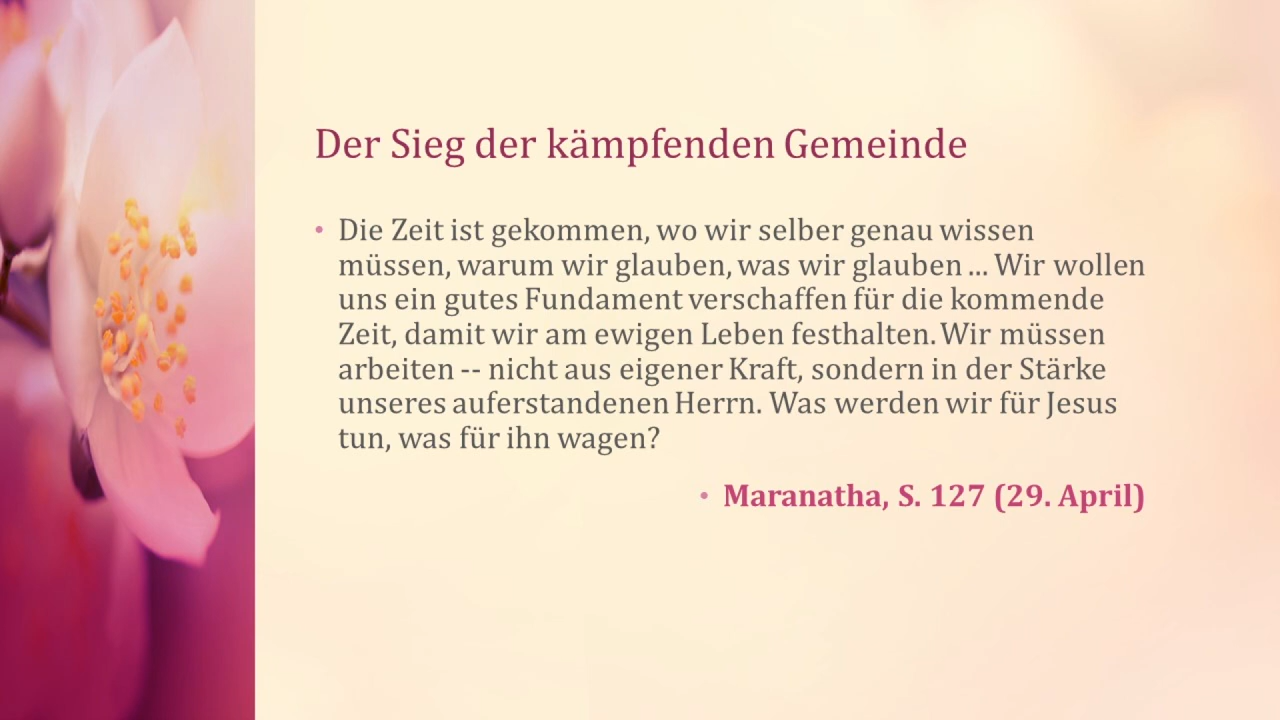 Der Sieg der kämpfenden Gemeinde
• Die Zeit ist gekommen, wo wir selber genau wissen
müssen, warum wir glauben, was wir glauben ... Wir wollen
uns ein gutes Fundament verschaffen für die kommende
Zeit, damit wir am ewigen Leben festhalten. Wir müssen
arbeiten -- nicht aus eigener Kraft, sondern in der Stärke
unseres auferstandenen Herrn. Was werden wir für Jesus
tun, was für ihn wagen?
• Maranatha, S. 127 (29. April)